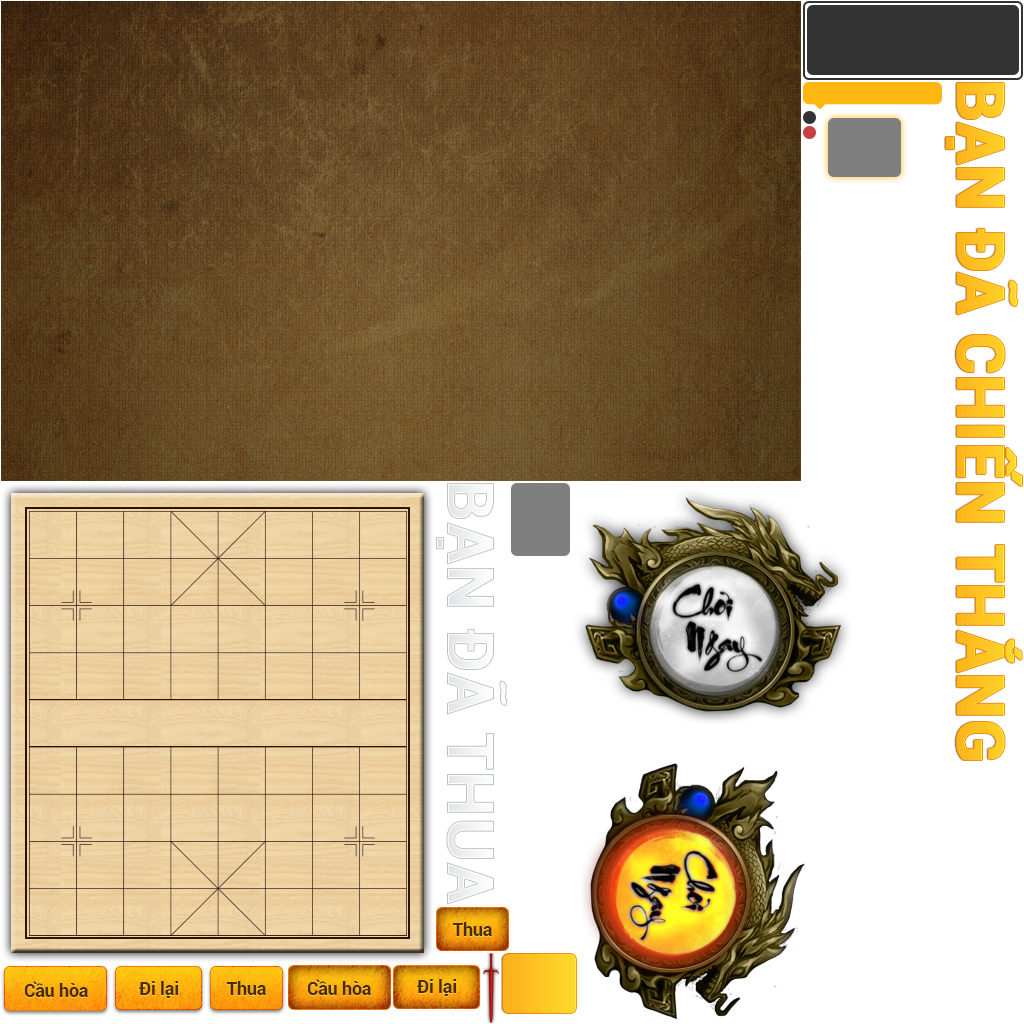 BẠN ĐÃ CHIẾN THẮNG
BẠN ĐÃ THUA
Chơi
Ngay
Chơi
Ngay
Thua
Cầu hòa
Đi lại
Thua
Cầu hòa
Đi lại